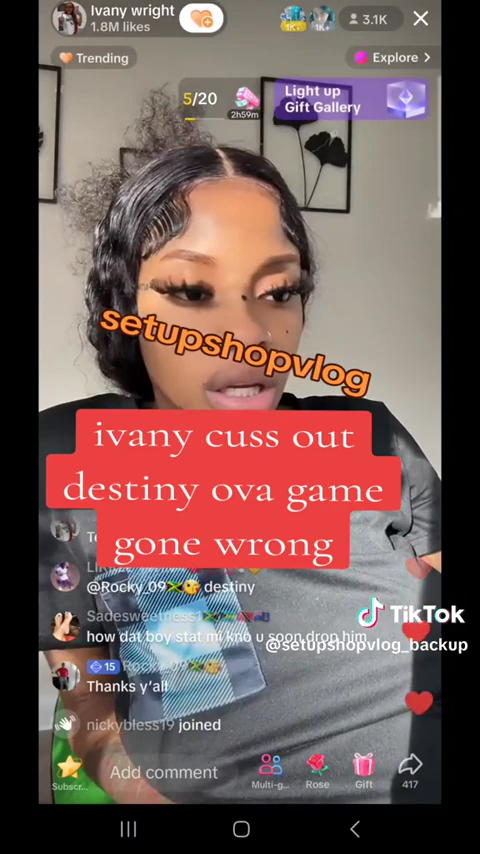 Ivany wright
1.8M likes
1K+
1K+
3.1K
Trending
Explore >
5/20
2h59m
Light up
Gift Gallery
setupshopvlog
ivany cuss out
destiny ova game
gone wrong
@Rocky_09🇯🇲😘 destiny
Sadesweetness1
how dat boy stat mi kno u soon drop him
TikTok
@setupshopvlog_backup
15 Rocky_09🇯🇲😘
Thanks y'all
nickybless19 joined
Subscr...
Add comment
Multi-g...
Rose
Gift
417